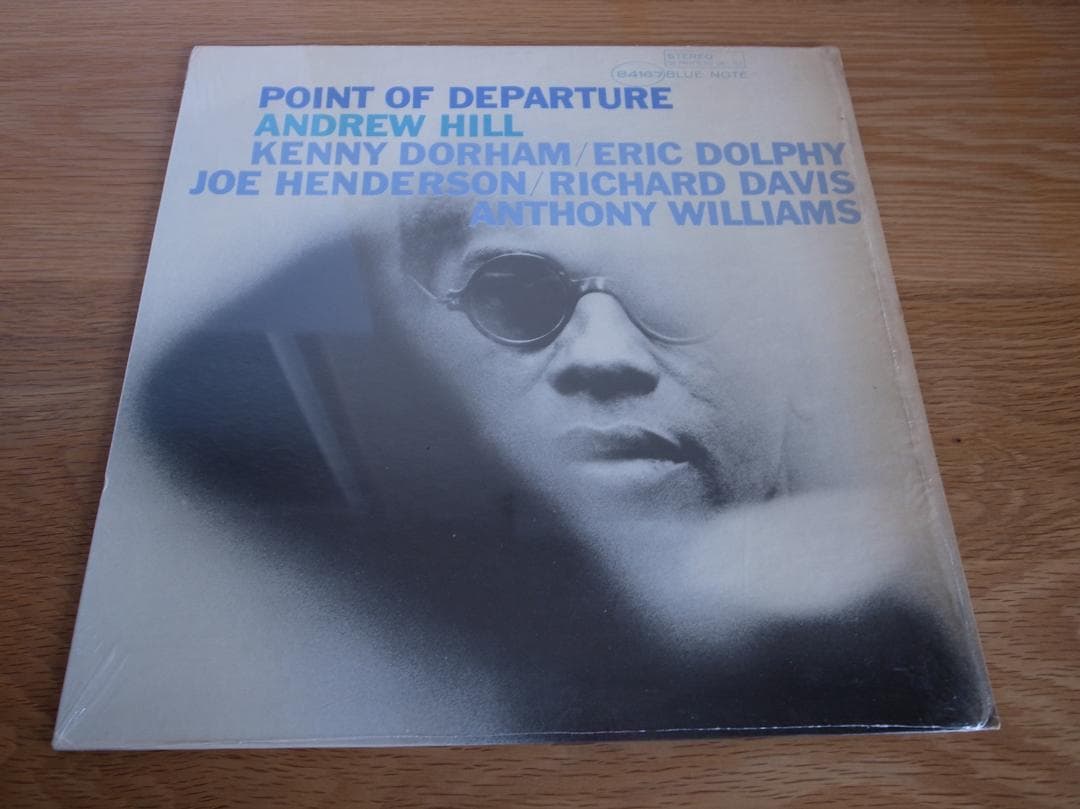 STEREO
84167 BLUE NOTE
POINT OF DEPARTURE
ANDREW HILL
KENNY DORHAM/ERIC DOLPHY
JOE HENDERSON/RICHARD DAVIS
ANTHONY WILLIAMS